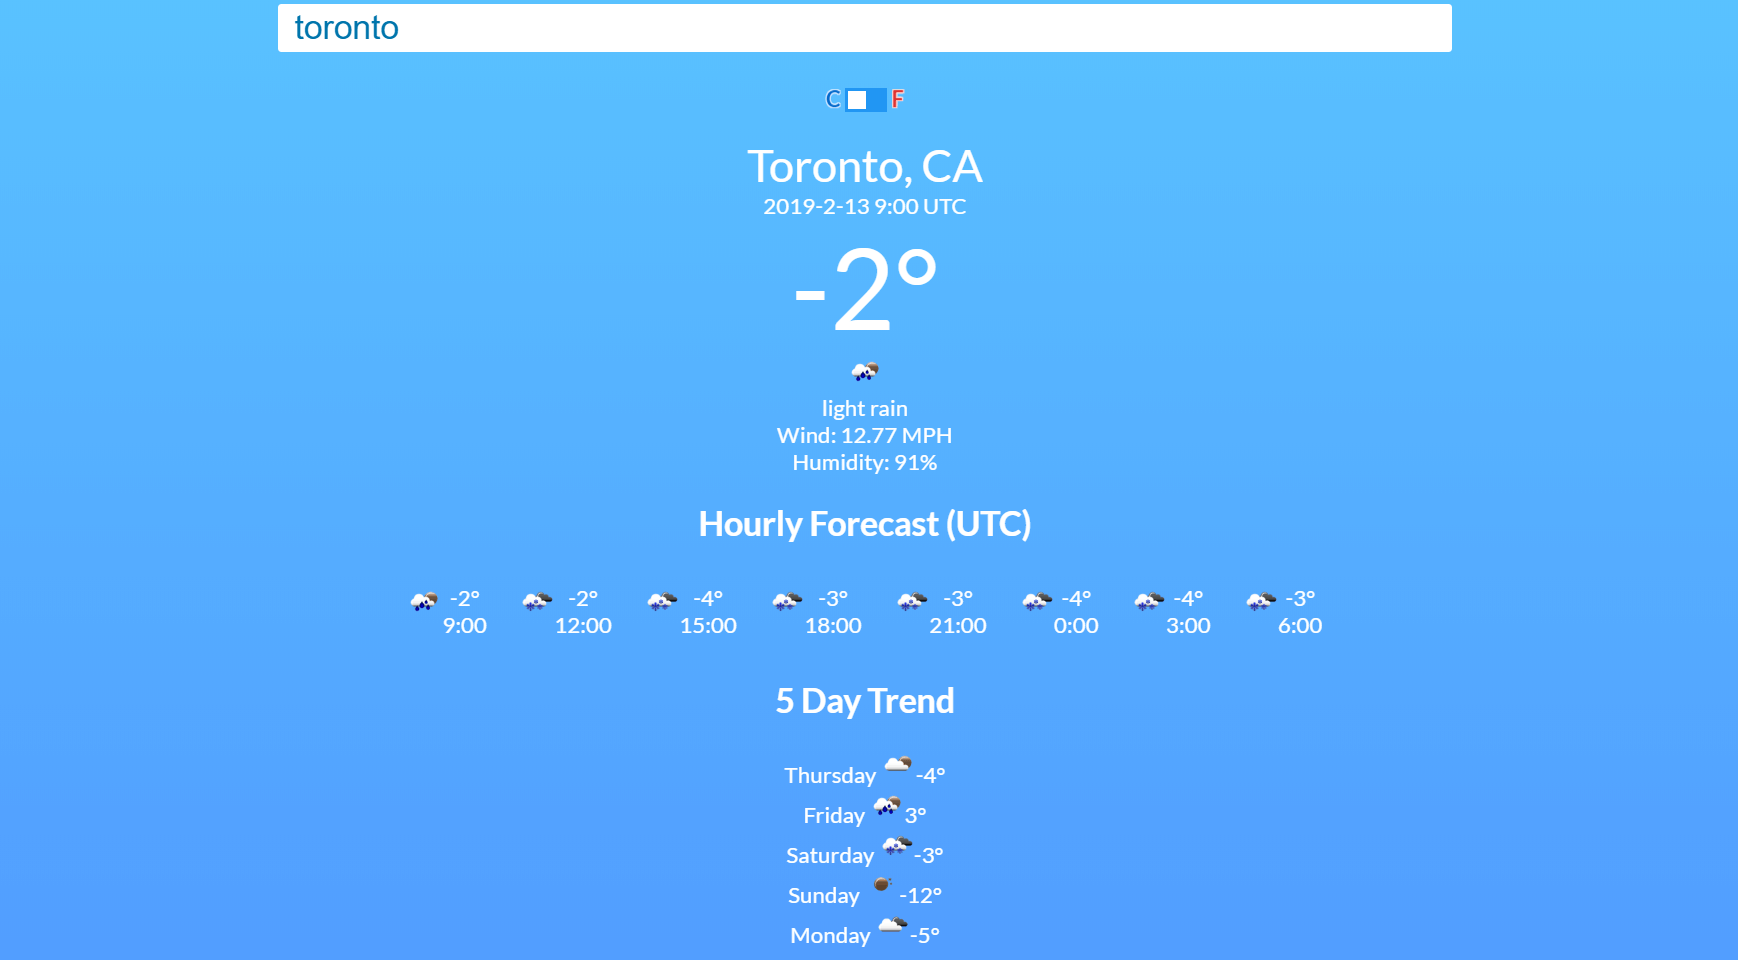 toronto
C F
Toronto, CA
2019-2-13 9:00 UTC
-2°
light rain
Wind: 12.77 MPH
Humidity: 91%
Hourly Forecast (UTC)
-2° -2° -4° -3° -3° -4° -4° -3°
9:00 12:00 15:00 18:00 21:00 0:00 3:00 6:00
5 Day Trend
Thursday -4°
Friday 3°
Saturday -3°
Sunday -12°
Monday -5°